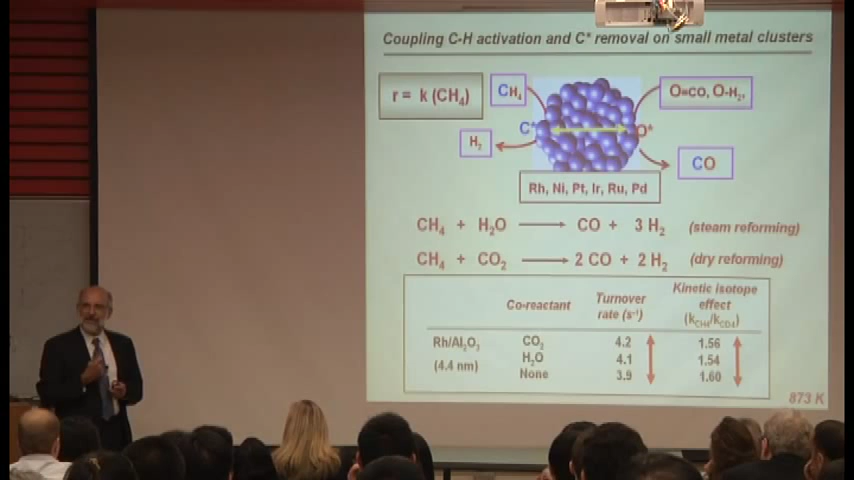 Coupling C-H activation and C* removal on small metal clusters
r = k (CH₄)
CH₄
O=CO, O-H₂,
C*
O*
H₂
CO
Rh, Ni, Pt, Ir, Ru, Pd
CH₄ + H₂O → CO + 3 H₂ (steam reforming)
CH₄ + CO₂ → 2 CO + 2 H₂ (dry reforming)
Co-reactant
Turnover rate (s⁻¹)
Kinetic isotope effect (k_CH4/k_CD4)
Rh/Al₂O₃ CO₂ 4.2 1.56
(4.4 nm) H₂O 4.1 1.54
None 3.9 1.60
873 K